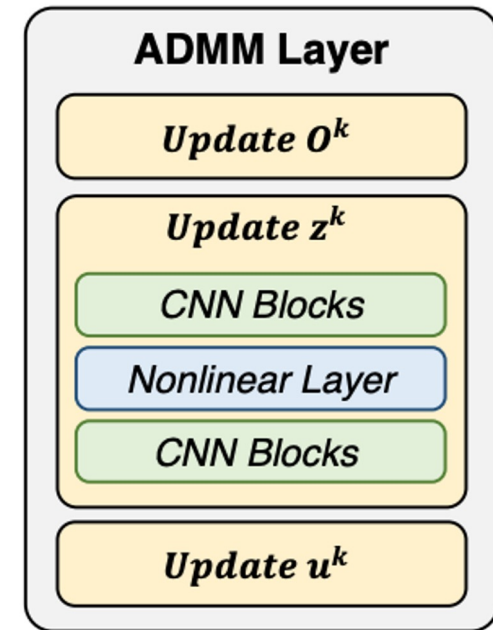 ADMM Layer
Update O^k
Update z^k
CNN Blocks
Nonlinear Layer
CNN Blocks
Update u^k